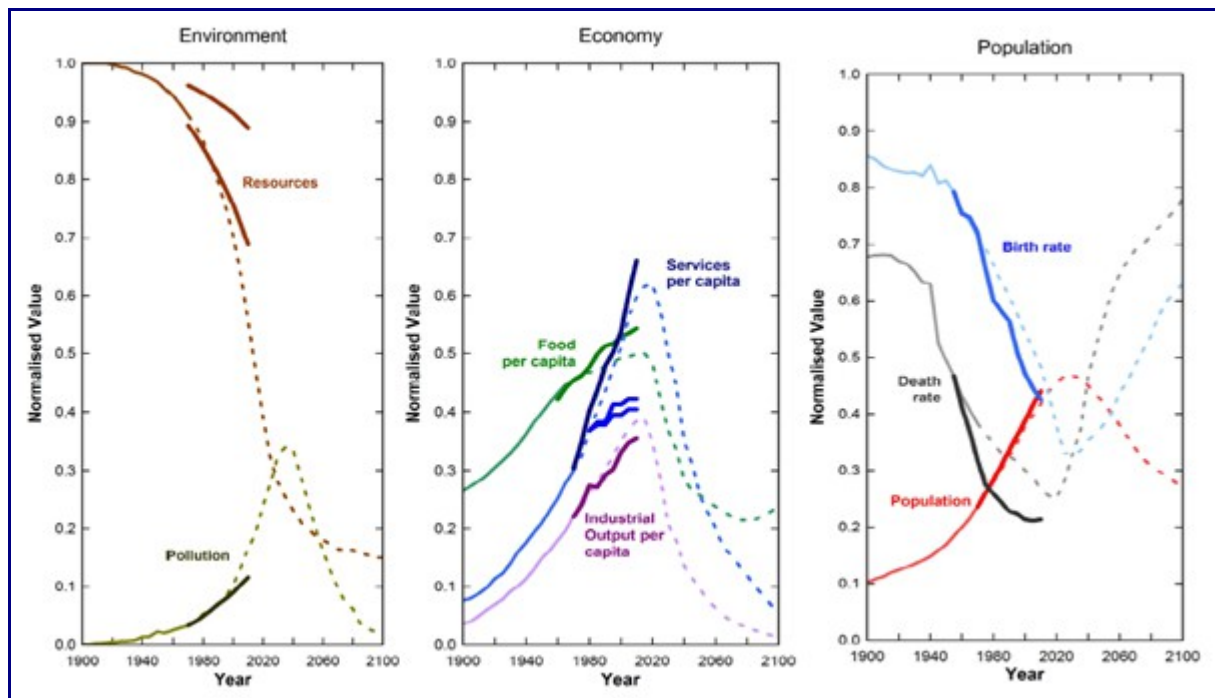 Environment
1.0
0.9
0.8
0.7
0.6
0.5
0.4
0.3
0.2
0.1
0.0
Normalised Value
Resources
Pollution
1900 1940 1980 2020 2060 2100
Year
Economy
1.0
0.9
0.8
0.7
0.6
0.5
0.4
0.3
0.2
0.1
0.0
Normalised Value
Services
per capita
Food
per capita
Industrial
Output per
capita
1900 1940 1980 2020 2060 2100
Year
Population
1.0
0.9
0.8
0.7
0.6
0.5
0.4
0.3
0.2
0.1
0.0
Normalised Value
Birth rate
Death
rate
Population
1900 1940 1980 2020 2060 2100
Year